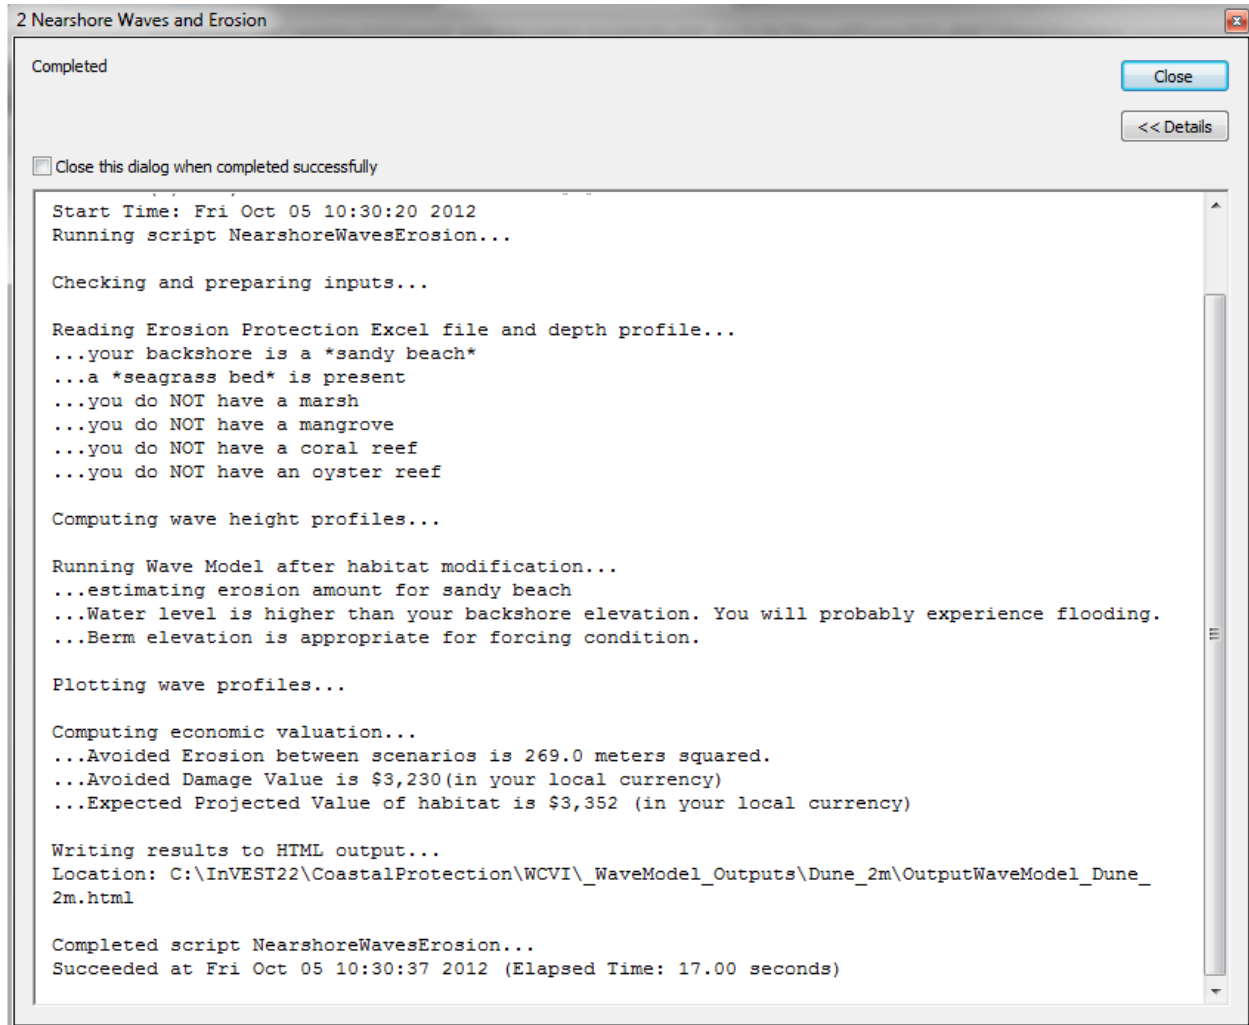 2 Nearshore Waves and Erosion
Completed
Close
<< Details
Close this dialog when completed successfully
Start Time: Fri Oct 05 10:30:20 2012
Running script NearshoreWavesErosion...
Checking and preparing inputs...
Reading Erosion Protection Excel file and depth profile...
...your backshore is a *sandy beach*
...a *seagrass bed* is present
...you do NOT have a marsh
...you do NOT have a mangrove
...you do NOT have a coral reef
...you do NOT have an oyster reef
Computing wave height profiles...
Running Wave Model after habitat modification...
...estimating erosion amount for sandy beach
...Water level is higher than your backshore elevation. You will probably experience flooding.
...Berm elevation is appropriate for forcing condition.
Plotting wave profiles...
Computing economic valuation...
...Avoided Erosion between scenarios is 269.0 meters squared.
...Avoided Damage Value is $3,230(in your local currency)
...Expected Projected Value of habitat is $3,352 (in your local currency)
Writing results to HTML output...
Location: C:\InVEST22\CoastalProtection\WCVI\_WaveModel_Outputs\Dune_2m\OutputWaveModel_Dune_
2m.html
Completed script NearshoreWavesErosion...
Succeeded at Fri Oct 05 10:30:37 2012 (Elapsed Time: 17.00 seconds)